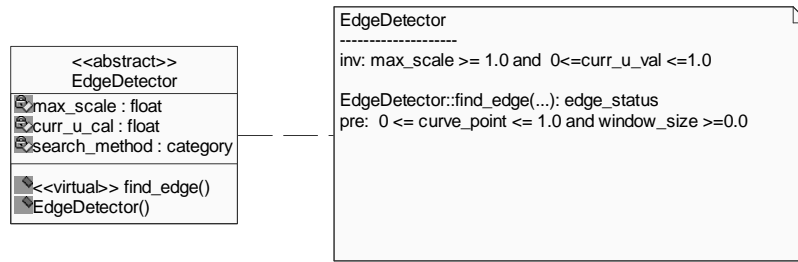 <<abstract>>
EdgeDetector
max_scale : float
curr_u_cal : float
search_method : category
<<virtual>> find_edge()
EdgeDetector()
EdgeDetector
--------------------
inv: max_scale >= 1.0 and  0<=curr_u_val <=1.0
EdgeDetector::find_edge(...): edge_status
pre:  0 <= curve_point <= 1.0 and window_size >=0.0